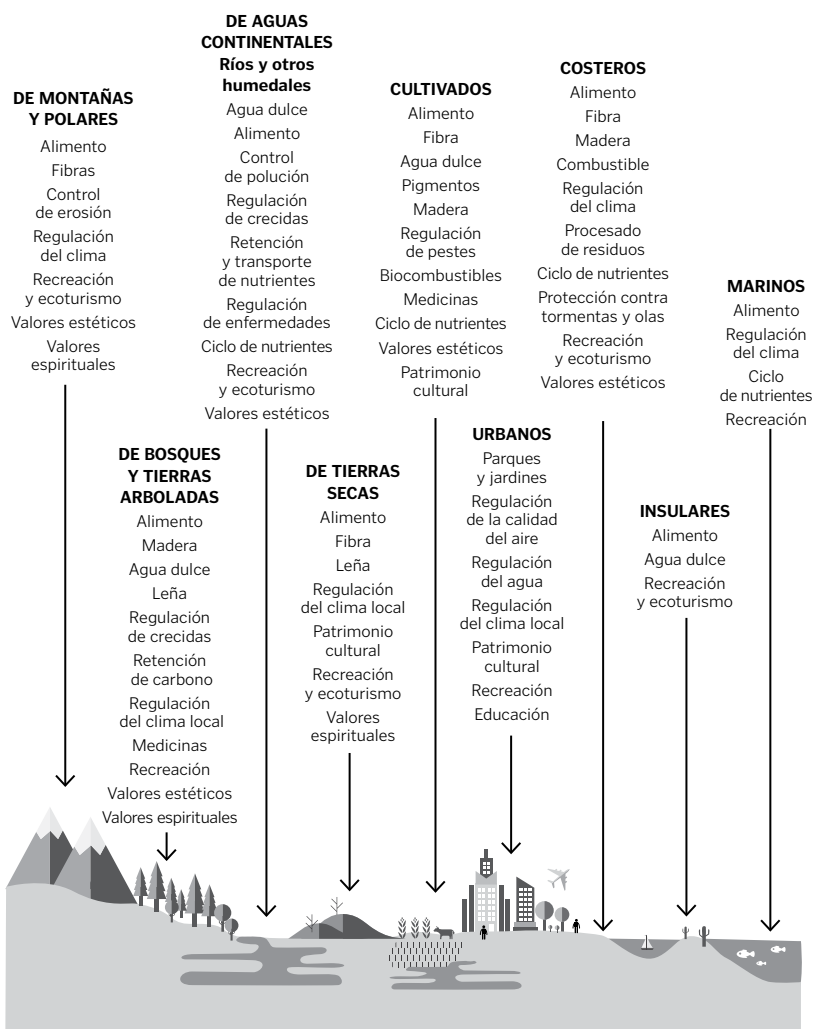 DE MONTAÑAS
Y POLARES
Alimento
Fibras
Control
de erosión
Regulación
del clima
Recreación
y ecoturismo
Valores estéticos
Valores
espirituales
DE BOSQUES
Y TIERRAS
ARBOLADAS
Alimento
Madera
Agua dulce
Leña
Regulación
de crecidas
Retención
de carbono
Regulación
del clima local
Medicinas
Recreación
Valores estéticos
Valores espirituales
DE AGUAS
CONTINENTALES
Ríos y otros
humedales
Agua dulce
Alimento
Control
de polución
Regulación
de crecidas
Retención
y transporte
de nutrientes
Regulación
de enfermedades
Ciclo de nutrientes
Recreación
y ecoturismo
Valores estéticos
DE TIERRAS
SECAS
Alimento
Fibra
Leña
Regulación
del clima local
Patrimonio
cultural
Recreación
y ecoturismo
Valores
espirituales
CULTIVADOS
Alimento
Fibra
Agua dulce
Pigmentos
Madera
Regulación
de pestes
Biocombustibles
Medicinas
Ciclo de nutrientes
Valores estéticos
Patrimonio
cultural
URBANOS
Parques
y jardines
Regulación
de la calidad
del aire
Regulación
del agua
Regulación
del clima local
Patrimonio
cultural
Recreación
Educación
COSTEROS
Alimento
Fibra
Madera
Combustible
Regulación
del clima
Procesado
de residuos
Ciclo de nutrientes
Protección contra
tormentas y olas
Recreación
y ecoturismo
Valores estéticos
INSULARES
Alimento
Agua dulce
Recreación
y ecoturismo
MARINOS
Alimento
Regulación
del clima
Ciclo
de nutrientes
Recreación